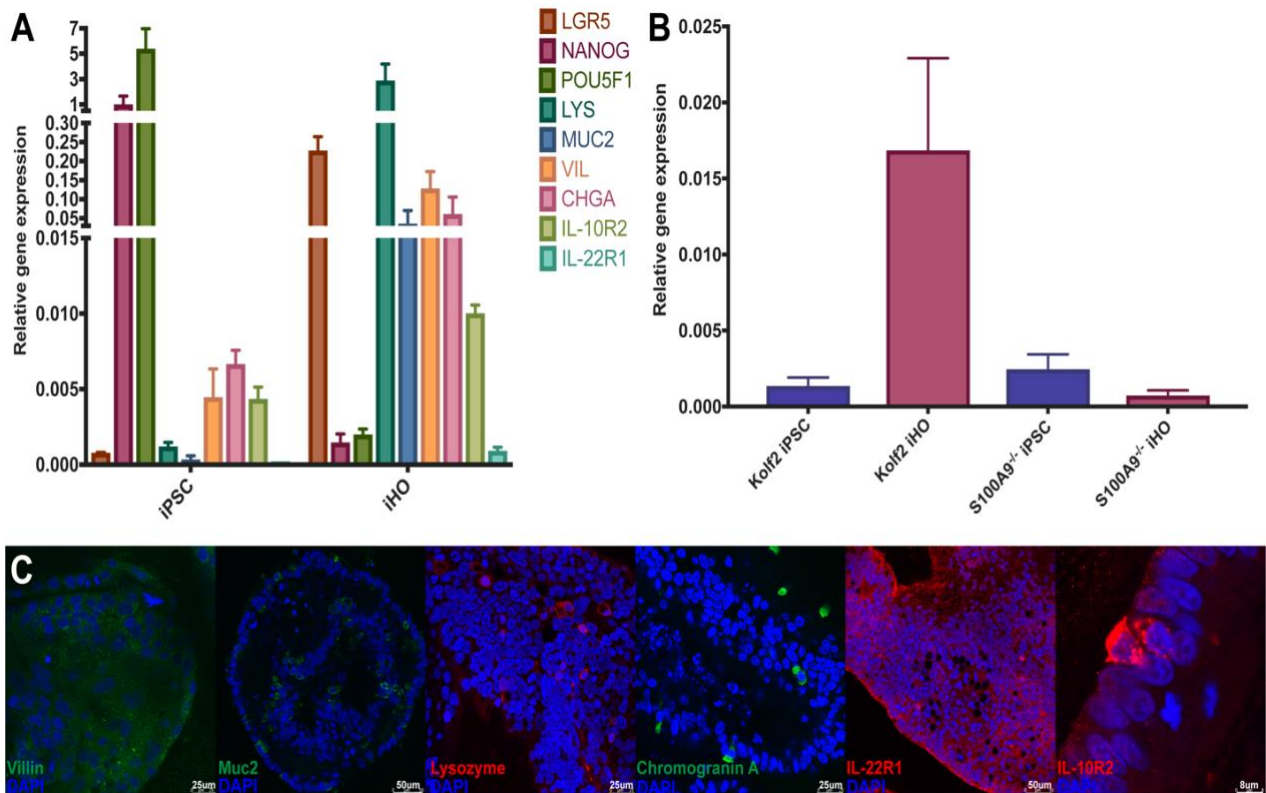 A
Relative gene expression
Relative gene expression
7
5
3
1
0.30
0.25
0.20
0.15
0.10
0.05
0.015
0.010
0.005
0.000
iPSC
iHO
LGR5
NANOG
POU5F1
LYS
MUC2
VIL
CHGA
IL-10R2
IL-22R1
B
Relative gene expression
0.025
0.020
0.015
0.010
0.005
0.000
Kolf2 iPSC
Kolf2 iHO
S100A9-/- iPSC
S100A9-/- iHO
C
Villin
DAPI
25um
Muc2
DAPI
50um
Lysozyme
DAPI
25um
Chromogranin A
DAPI
25um
IL-22R1
DAPI
50um
IL-10R2
DAPI
8um